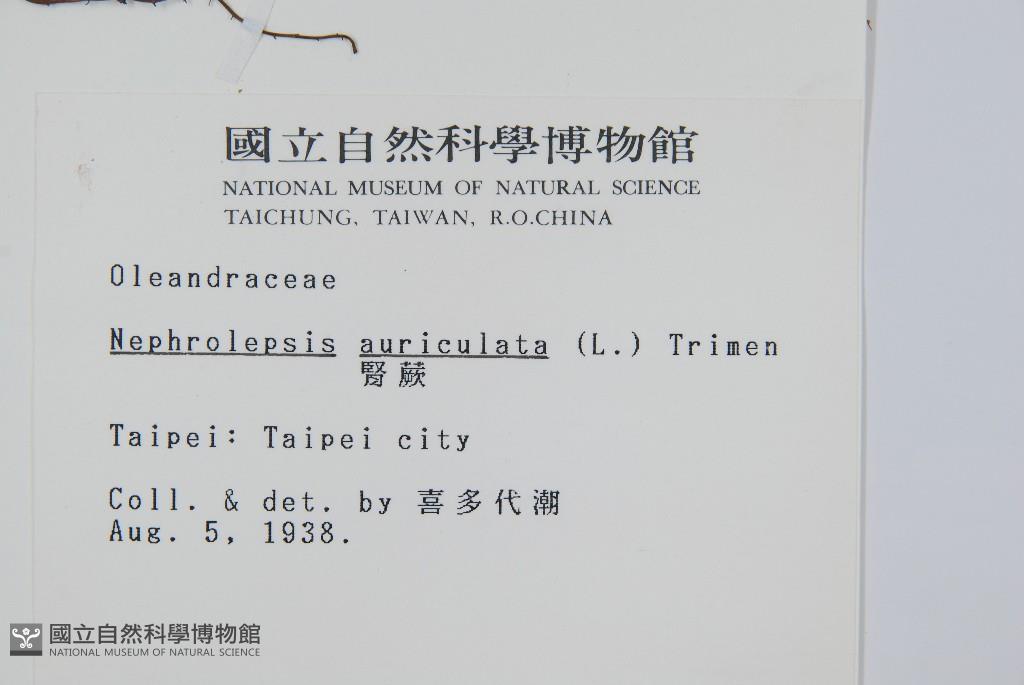 國立自然科學博物館
NATIONAL MUSEUM OF NATURAL SCIENCE
TAICHUNG, TAIWAN, R.O.CHINA
Oleandraceae
Nephrolepsis auriculata (L.) Trimen
腎蕨
Taipei: Taipei city
Coll. & det. by 喜多代潮
Aug. 5, 1938.
國立自然科學博物館
NATIONAL MUSEUM OF NATURAL SCIENCE